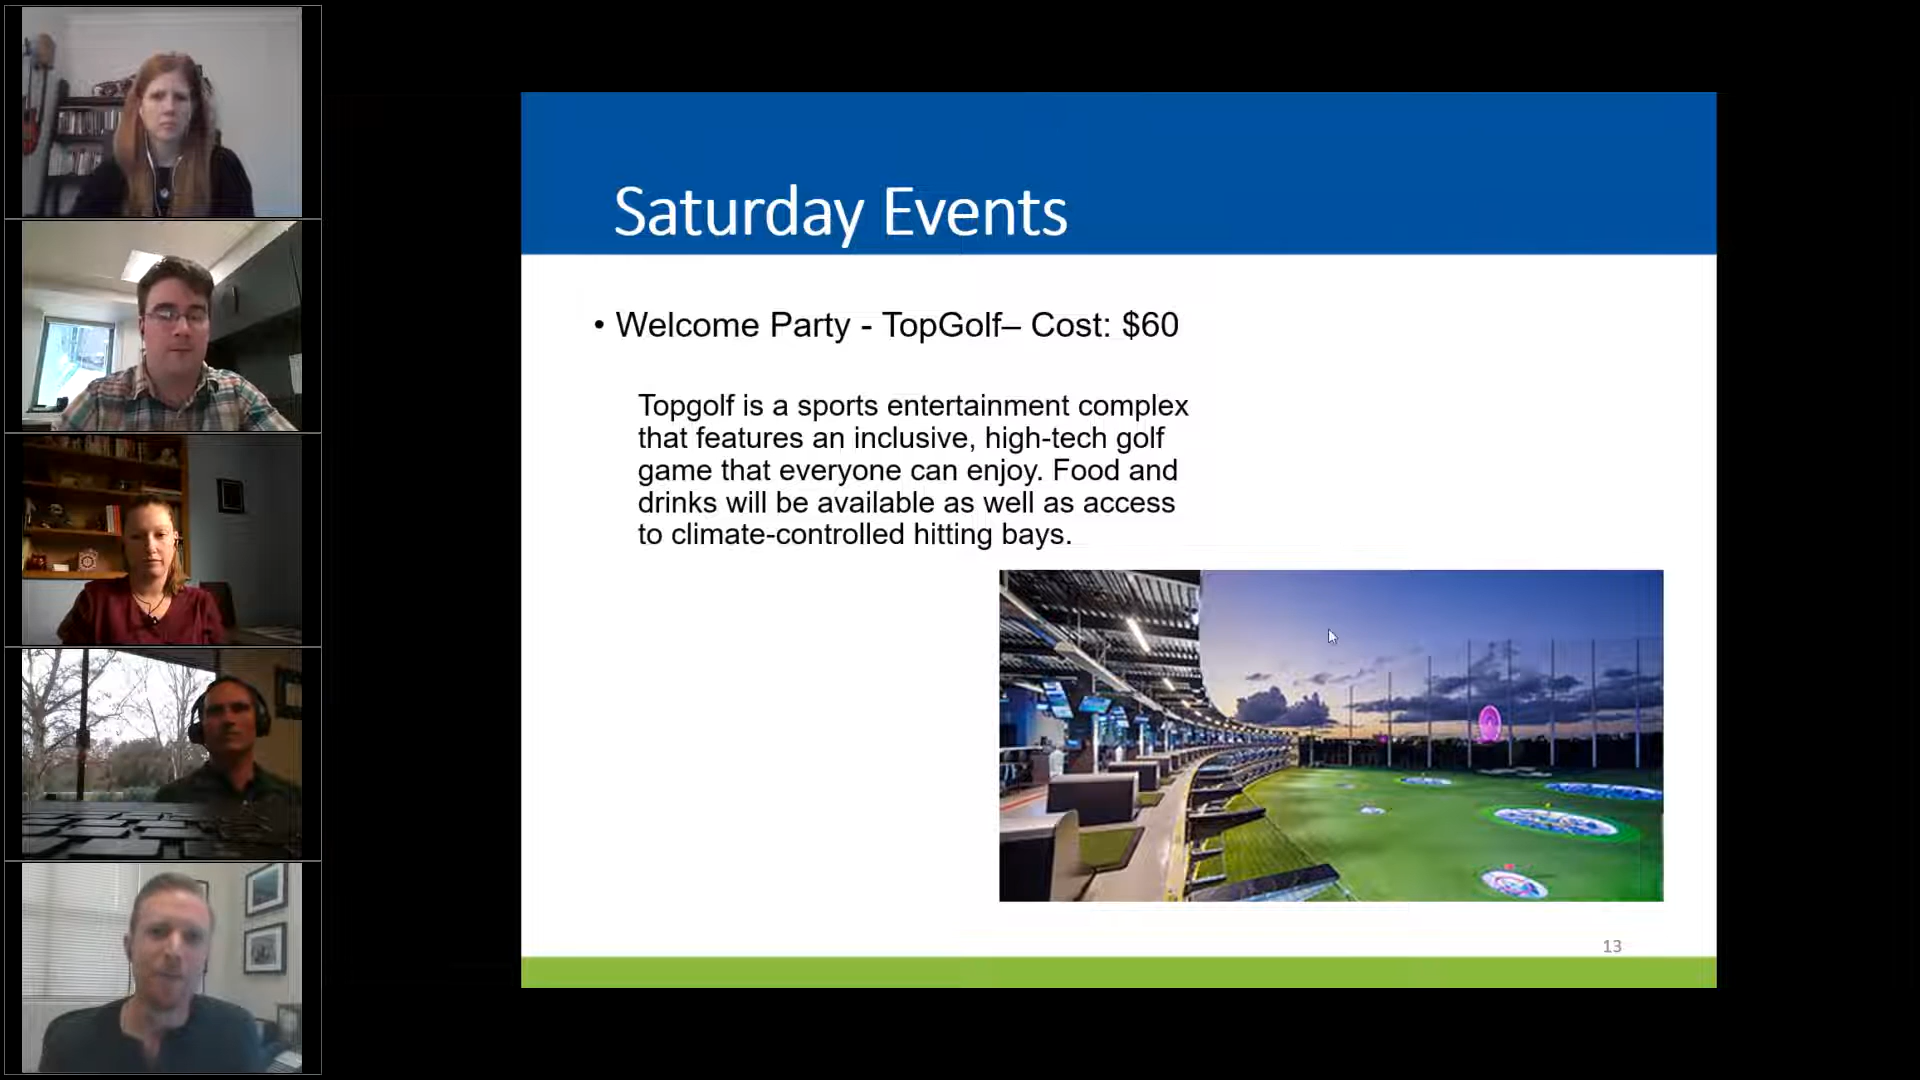 Saturday Events
• Welcome Party - TopGolf– Cost: $60
Topgolf is a sports entertainment complex
that features an inclusive, high-tech golf
game that everyone can enjoy. Food and
drinks will be available as well as access
to climate-controlled hitting bays.
13